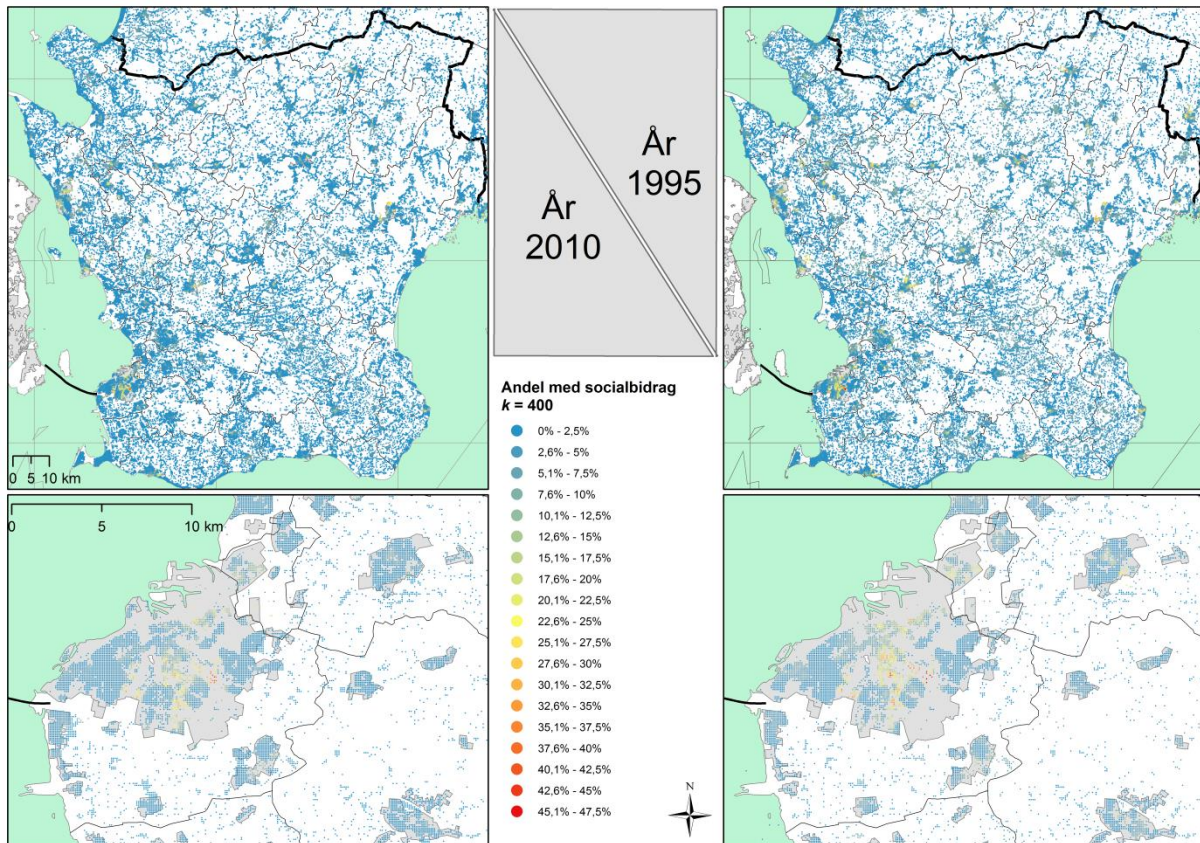 År
1995
År
2010
0 5 10 km
Andel med socialbidrag
k = 400
0% - 2,5%
2,6% - 5%
5,1% - 7,5%
7,6% - 10%
10,1% - 12,5%
12,6% - 15%
15,1% - 17,5%
17,6% - 20%
20,1% - 22,5%
22,6% - 25%
25,1% - 27,5%
27,6% - 30%
30,1% - 32,5%
32,6% - 35%
35,1% - 37,5%
37,6% - 40%
40,1% - 42,5%
42,6% - 45%
45,1% - 47,5%
0 5 10 km
N